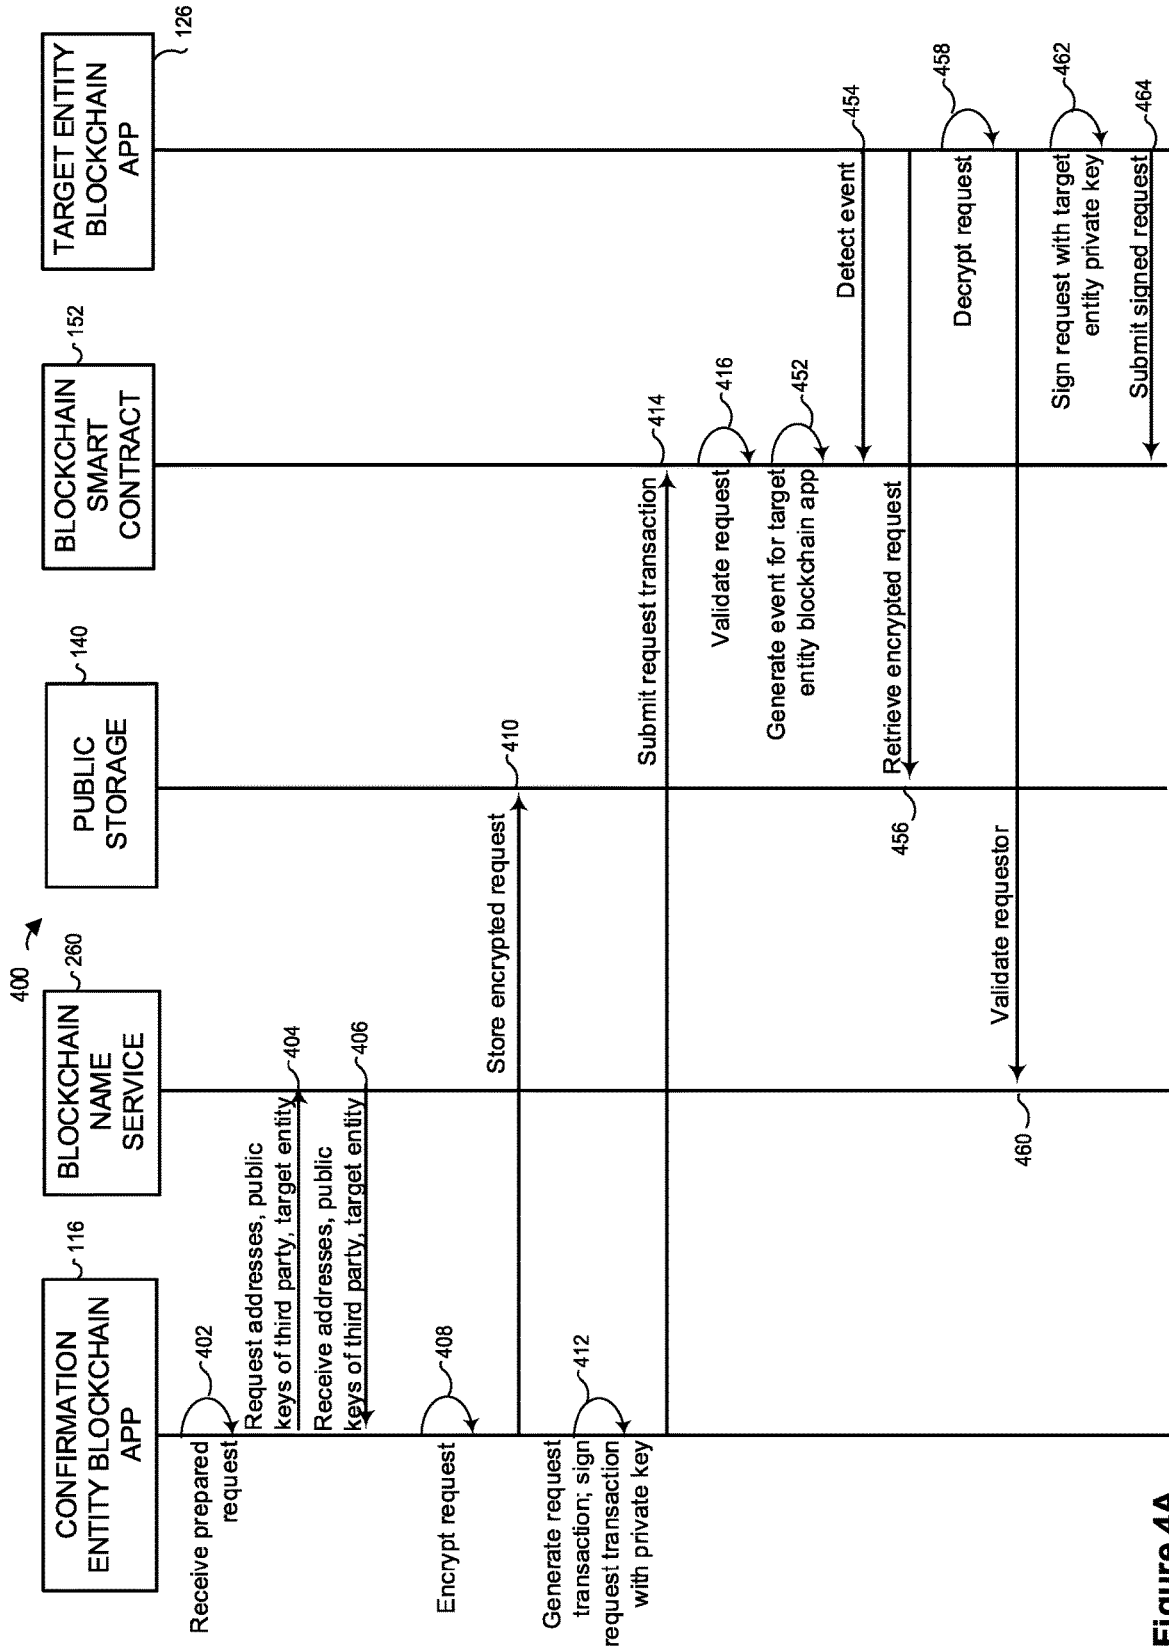 400
CONFIRMATION
ENTITY BLOCKCHAIN
APP
116
BLOCKCHAIN
NAME
SERVICE
260
PUBLIC
STORAGE
140
BLOCKCHAIN
SMART
CONTRACT
152
TARGET ENTITY
BLOCKCHAIN
APP
126
Receive prepared
request
402
Request addresses, public
keys of third party, target entity
404
Receive addresses, public
keys of third party, target entity
406
Encrypt request
408
Store encrypted request
410
Generate request
transaction; sign
request transaction
with private key
412
Submit request transaction
414
Validate request
416
Generate event for target
entity blockchain app
452
Detect event
454
Retrieve encrypted request
456
Decrypt request
458
Validate requestor
460
Sign request with target
entity private key
462
Submit signed request
464
Figure 4A